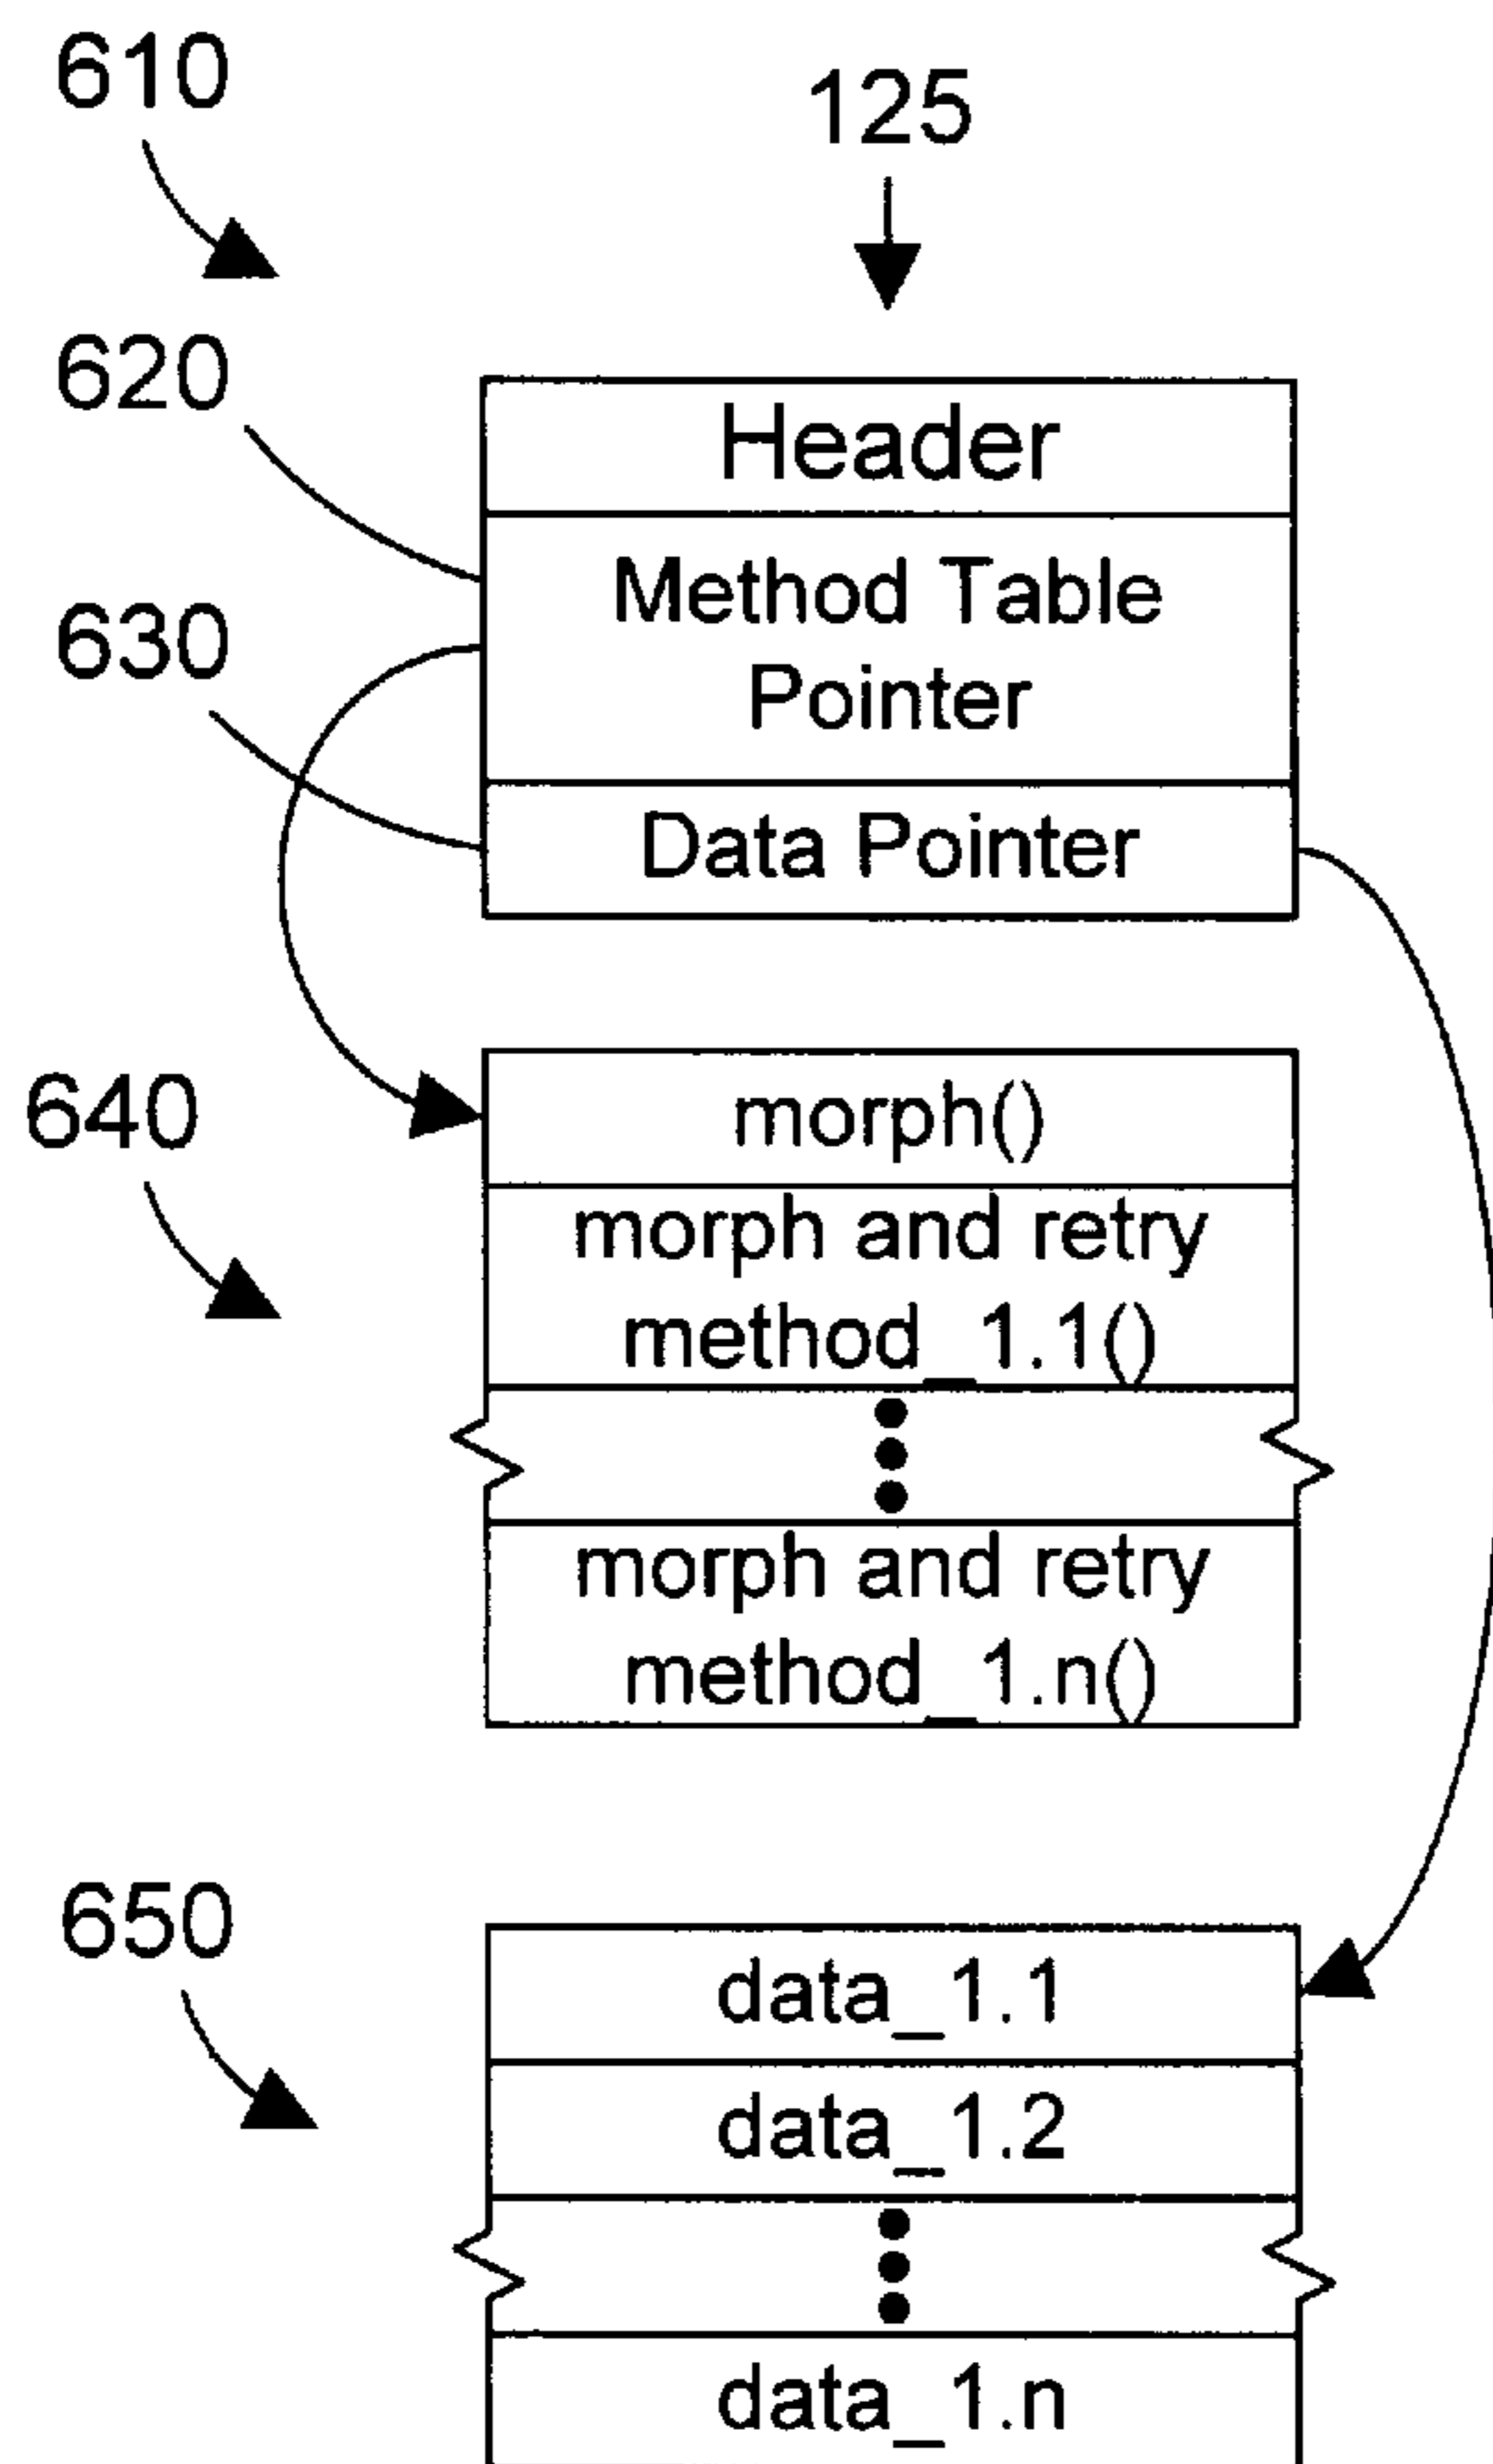 610
125
620
Header
Method Table
Pointer
630
Data Pointer
640
morph()
morph and retry
method_1.1()
morph and retry
method_1.n()
650
data_1.1
data_1.2
data_1.n